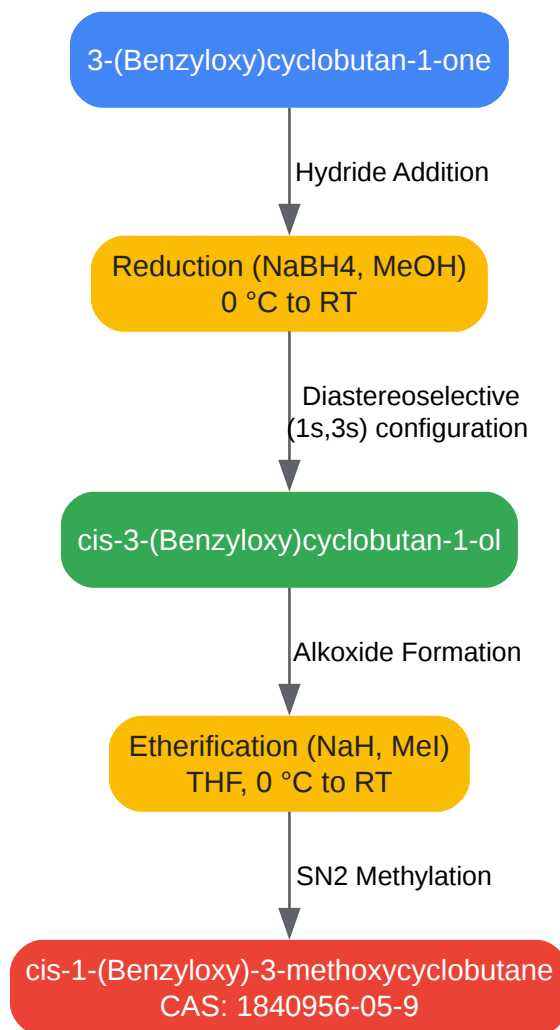 3-(Benzyloxy)cyclobutan-1-one
Hydride Addition
Reduction (NaBH4, MeOH)
0 °C to RT
Diastereoselective
(1s,3s) configuration
cis-3-(Benzyloxy)cyclobutan-1-ol
Alkoxide Formation
Etherification (NaH, MeI)
THF, 0 °C to RT
SN2 Methylation
cis-1-(Benzyloxy)-3-methoxycyclobutane
CAS: 1840956-05-9